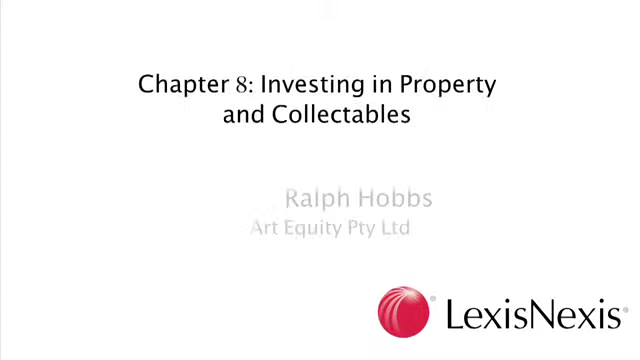 Chapter 8: Investing in Property
and Collectables
Ralph Hobbs
Art Equity Pty Ltd
LexisNexis®